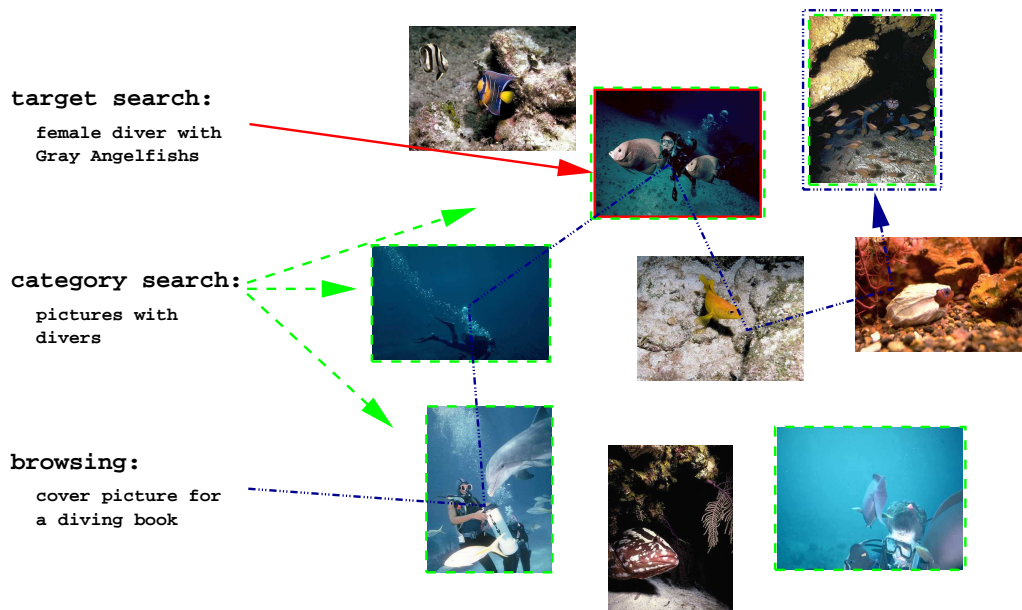 target search:
female diver with
Gray Angelfishs
category search:
pictures with
divers
browsing:
cover picture for
a diving book